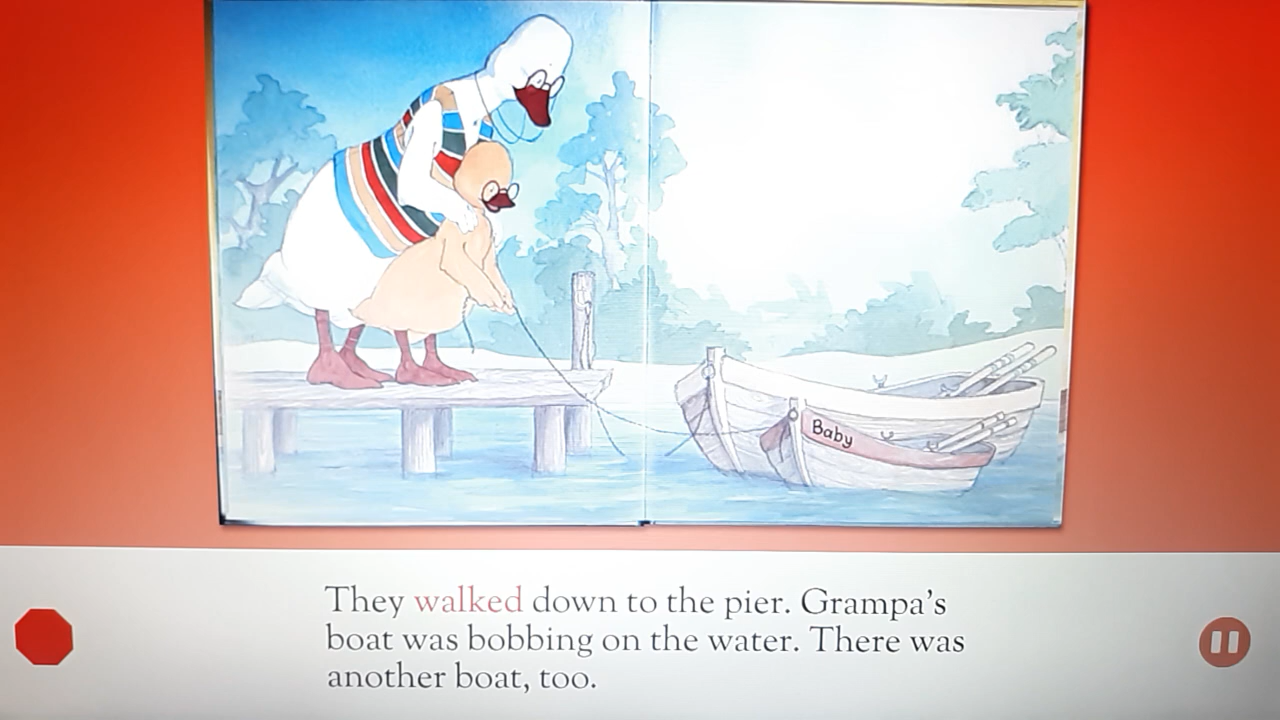 Baby
They walked down to the pier. Grampa's
boat was bobbing on the water. There was
another boat, too.